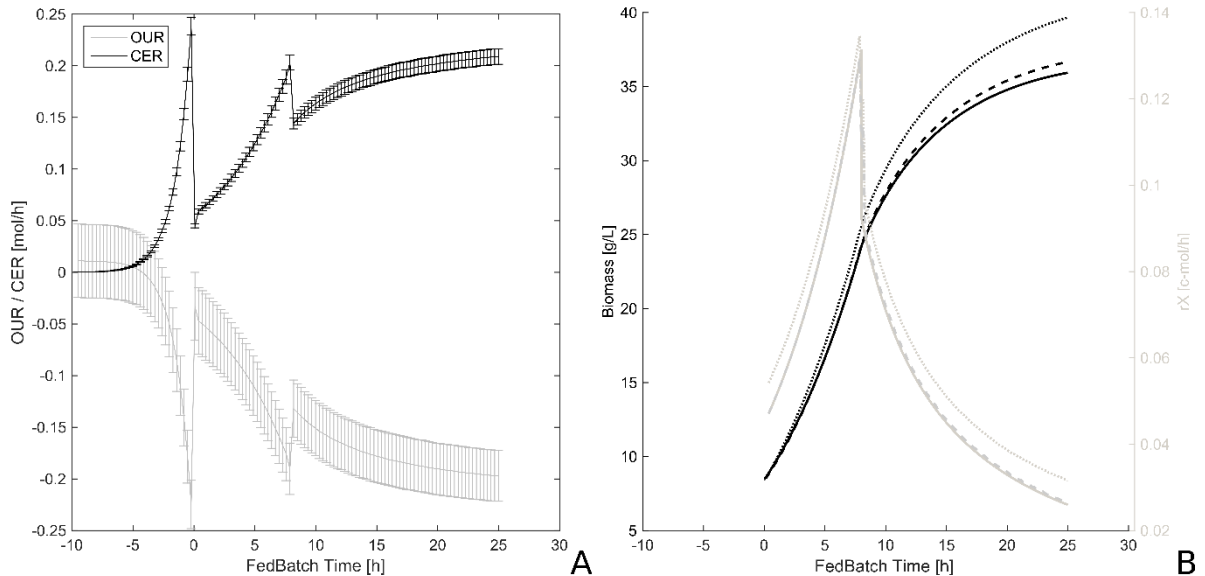 OUR
CER
0.25
0.2
0.15
0.1
0.05
0
-0.05
-0.1
-0.15
-0.2
-0.25
OUR / CER [mol/h]
-10 -5 0 5 10 15 20 25 30
FedBatch Time [h]
A
40
35
30
25
20
15
10
5
Biomass [g/L]
0.14
0.12
0.1
0.08
0.06
0.04
0.02
rX [c-mol/h]
-10 -5 0 5 10 15 20 25 30
FedBatch Time [h]
B